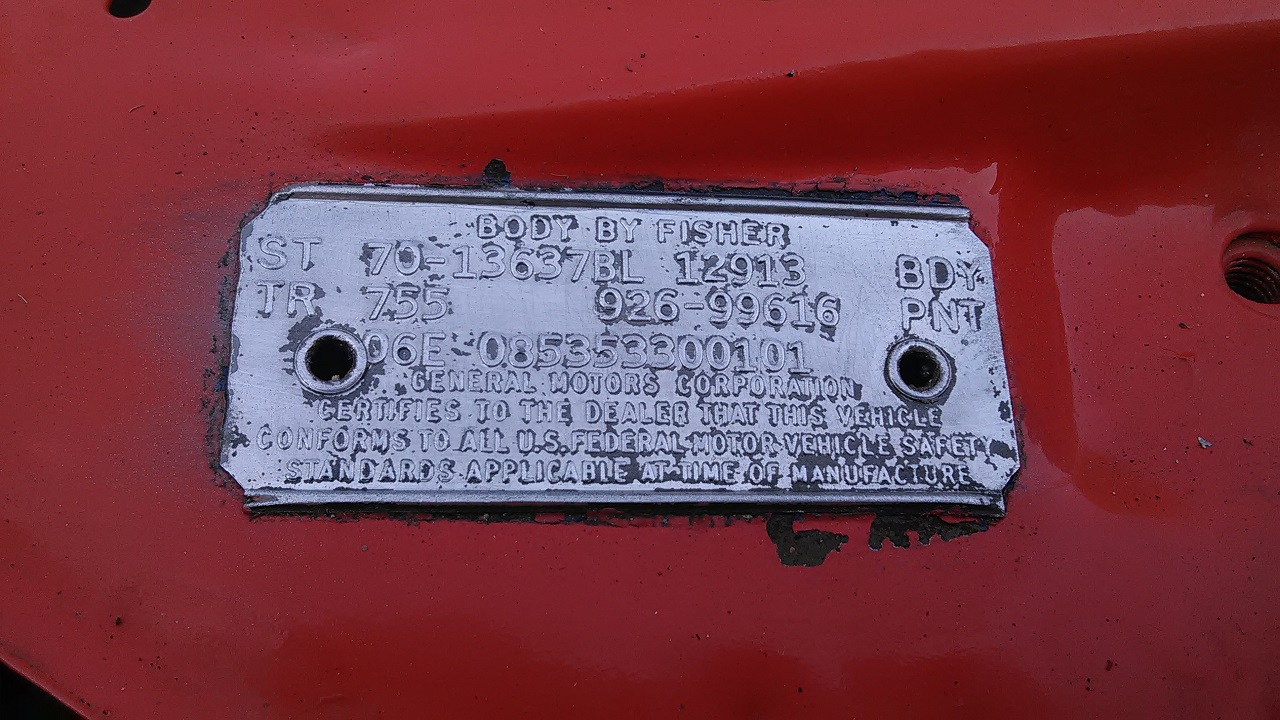 BODY BY FISHER
ST 70-13637BL 12913 BDY
TR 755 926-99616 PNT
06E 085353300101
GENERAL MOTORS CORPORATION
CERTIFIES TO THE DEALER THAT THIS VEHICLE
CONFORMS TO ALL U.S. FEDERAL MOTOR VEHICLE SAFETY
STANDARDS APPLICABLE AT TIME OF MANUFACTURE